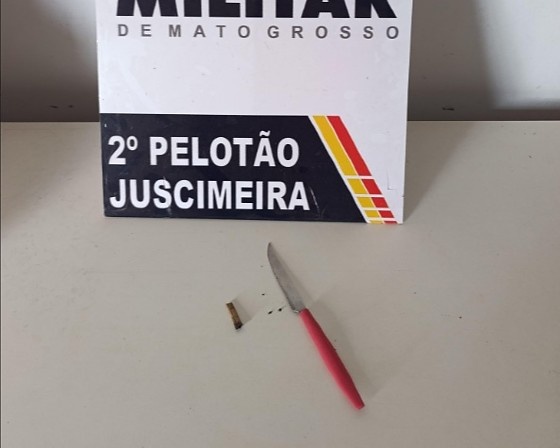 MILITAR
DE MATO GROSSO
2º PELOTÃO
JUSCIMEIRA